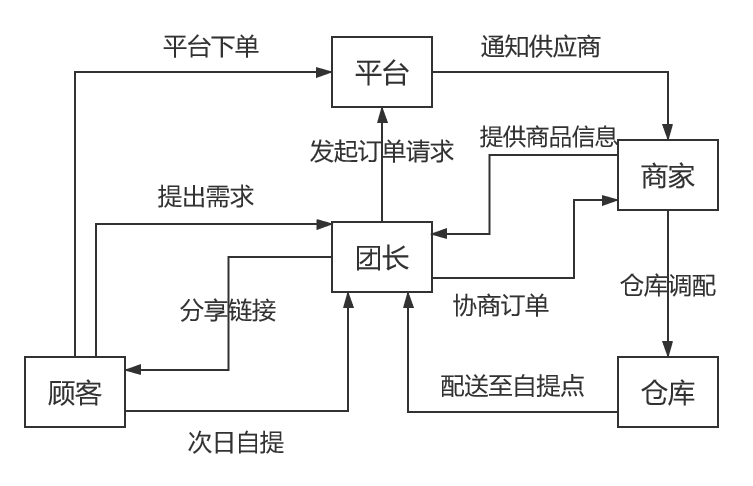 平台下单
平台
通知供应商
发起订单请求
提供商品信息
商家
提出需求
团长
仓库调配
分享链接
协商订单
顾客
配送至自提点
仓库
次日自提